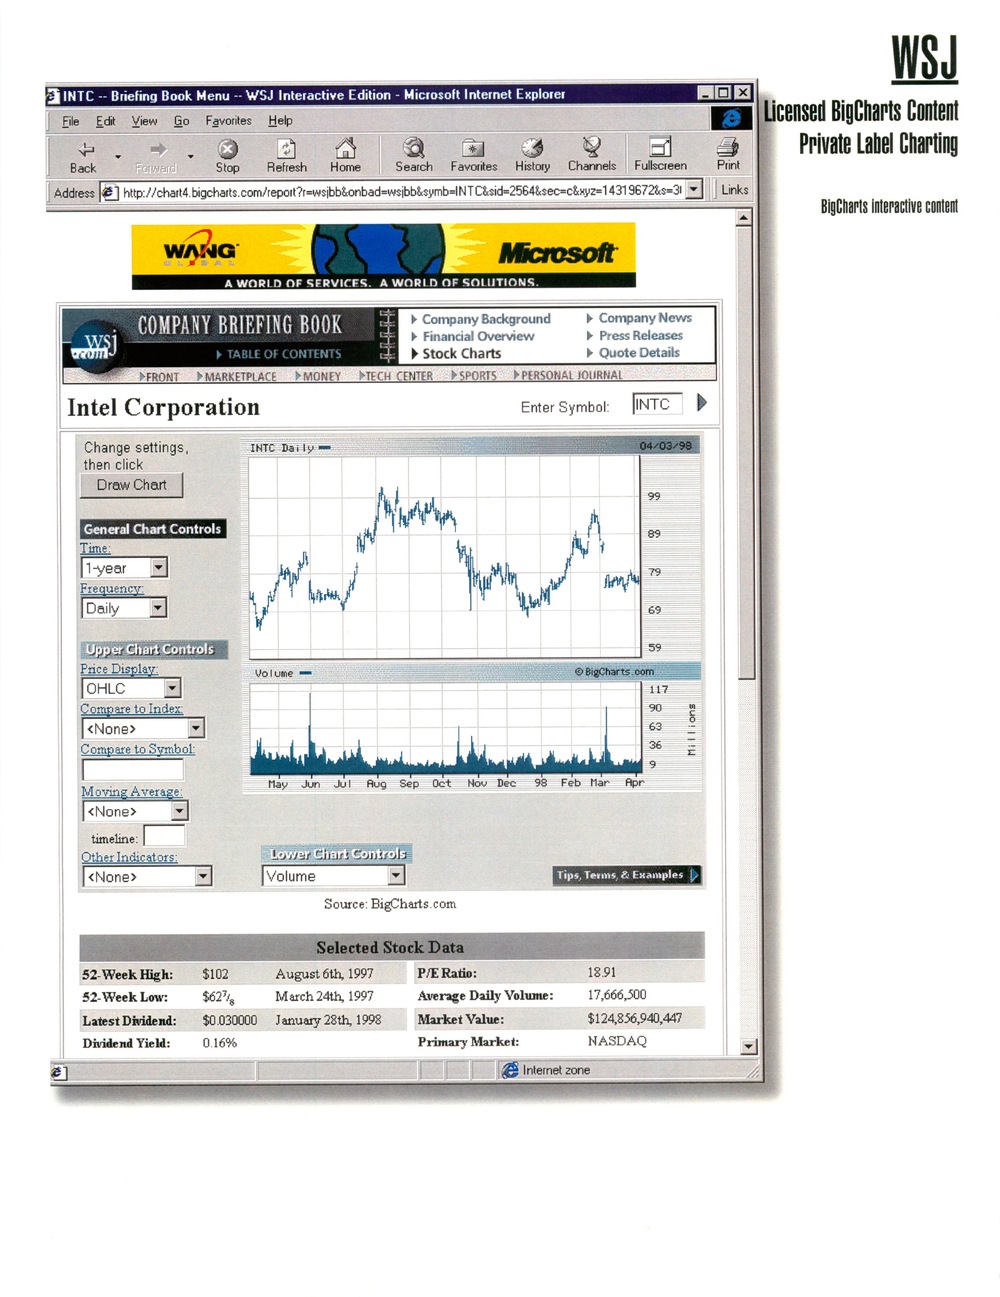 WSJ
Licensed BigCharts Content
Private Label Charting
BigCharts interactive content
INTC -- Briefing Book Menu -- WSJ Interactive Edition - Microsoft Internet Explorer
File Edit View Go Favorites Help
Back Forward Stop Refresh Home Search Favorites History Channels Fullscreen Print
Address http://chart4.bigcharts.com/report?r=wsjbb&onbad=wsjbb&symb=INTC&sid=2564&sec=c&xyz=14319672&s=3 Links
WANG GLOBAL Microsoft
A WORLD OF SERVICES. A WORLD OF SOLUTIONS.
wsj.com
COMPANY BRIEFING BOOK
TABLE OF CONTENTS
Company Background Company News
Financial Overview Press Releases
Stock Charts Quote Details
FRONT MARKETPLACE MONEY TECH CENTER SPORTS PERSONAL JOURNAL
Intel Corporation Enter Symbol: INTC
Change settings,
then click
Draw Chart
General Chart Controls
Time:
1-year
Frequency:
Daily
Upper Chart Controls
Price Display:
OHLC
Compare to Index:
<None>
Compare to Symbol:
Moving Average:
<None>
timeline:
Other Indicators:
<None>
INTC Daily 04/03/98
99
89
79
69
59
Volume ©BigCharts.com
117
90
63
36
9
Millions
May Jun Jul Aug Sep Oct Nov Dec 98 Feb Mar Apr
Lower Chart Controls
Volume
Tips, Terms, & Examples
Source: BigCharts.com
Selected Stock Data
52-Week High: $102 August 6th, 1997 P/E Ratio: 18.91
52-Week Low: $62 7/8 March 24th, 1997 Average Daily Volume: 17,666,500
Latest Dividend: $0.030000 January 28th, 1998 Market Value: $124,856,940,447
Dividend Yield: 0.16% Primary Market: NASDAQ
Internet zone